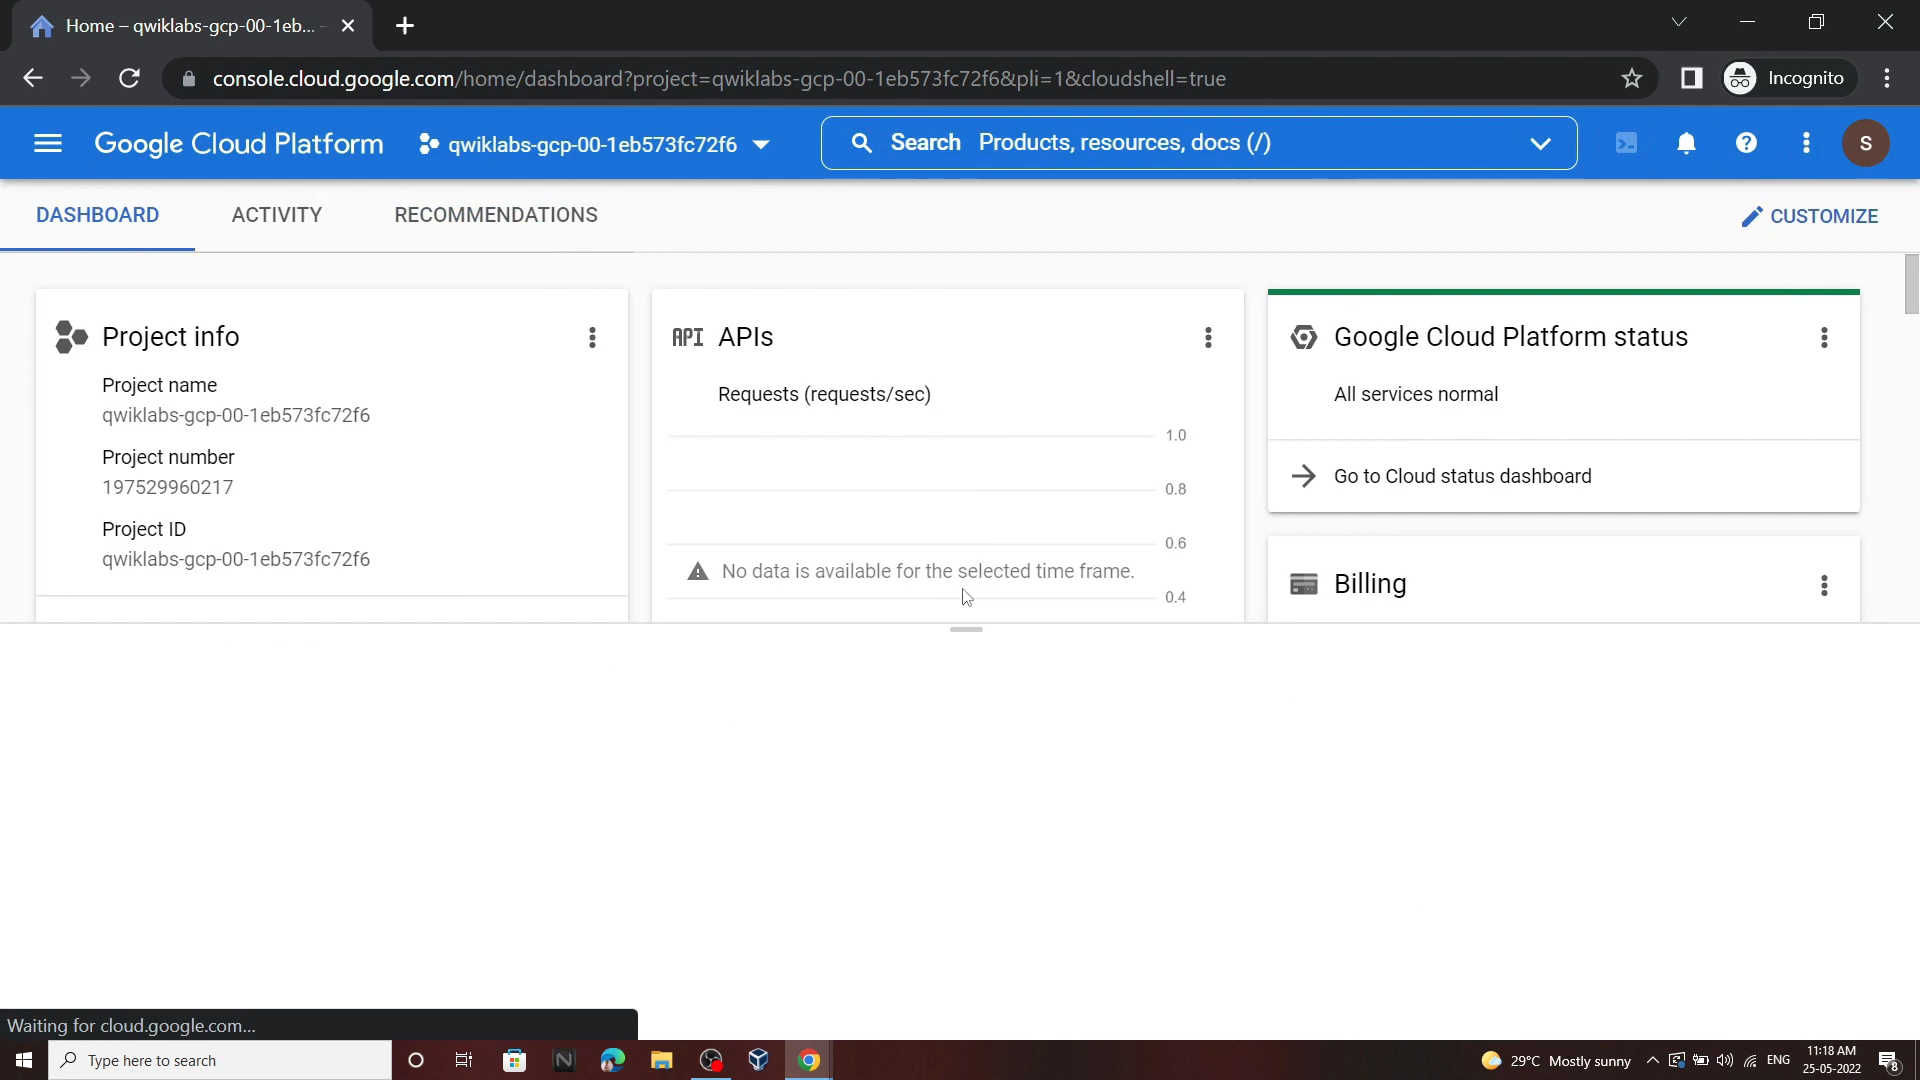 Home – qwiklabs-gcp-00-1eb...
console.cloud.google.com/home/dashboard?project=qwiklabs-gcp-00-1eb573fc72f6&pli=1&cloudshell=true
Incognito
Google Cloud Platform
qwiklabs-gcp-00-1eb573fc72f6
Search Products, resources, docs (/)
S
DASHBOARD
ACTIVITY
RECOMMENDATIONS
CUSTOMIZE
Project info
Project name
qwiklabs-gcp-00-1eb573fc72f6
Project number
197529960217
Project ID
qwiklabs-gcp-00-1eb573fc72f6
API APIs
Requests (requests/sec)
1.0
0.8
0.6
No data is available for the selected time frame.
0.4
Google Cloud Platform status
All services normal
Go to Cloud status dashboard
Billing
Waiting for cloud.google.com...
Type here to search
29°C Mostly sunny
ENG
11:18 AM
25-05-2022
8